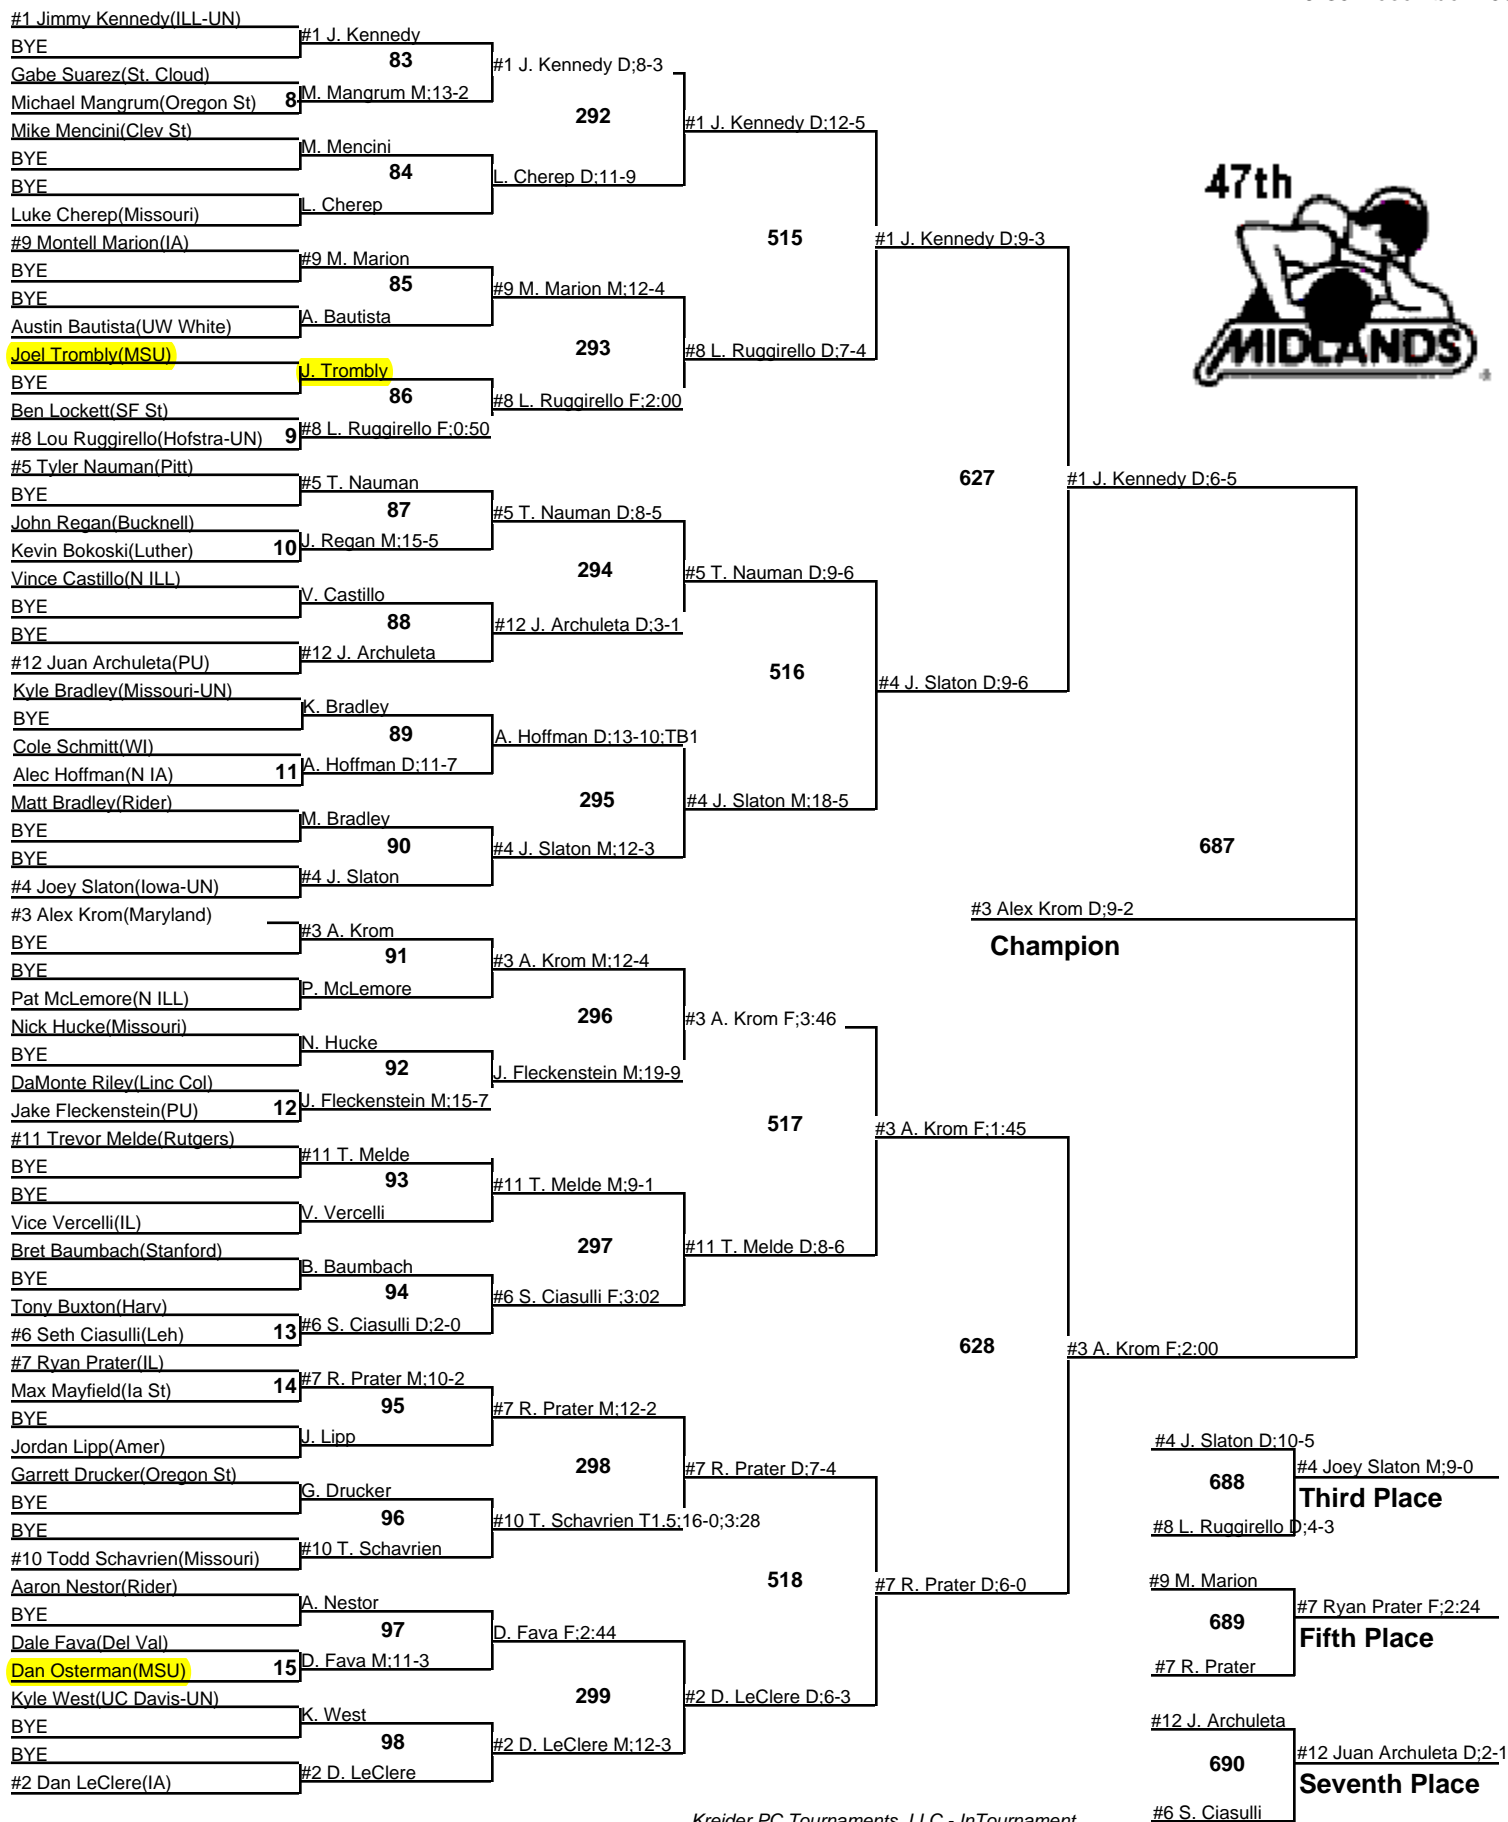 #1 Jimmy Kennedy(ILL-UN)
BYE
Gabe Suarez(St. Cloud)
Michael Mangrum(Oregon St) 8
Mike Mencini(Clev St)
BYE
BYE
Luke Cherep(Missouri)
#9 Montell Marion(IA)
BYE
BYE
Austin Bautista(UW White)
Joel Trombly(MSU)
BYE
Ben Lockett(SF St)
#8 Lou Ruggirello(Hofstra-UN) 9
#5 Tyler Nauman(Pitt)
BYE
John Regan(Bucknell)
Kevin Bokoski(Luther) 10
Vince Castillo(N ILL)
BYE
BYE
#12 Juan Archuleta(PU)
Kyle Bradley(Missouri-UN)
BYE
Cole Schmitt(WI)
Alec Hoffman(N IA) 11
Matt Bradley(Rider)
BYE
BYE
#4 Joey Slaton(Iowa-UN)
#3 Alex Krom(Maryland)
BYE
BYE
Pat McLemore(N ILL)
Nick Hucke(Missouri)
BYE
DaMonte Riley(Linc Col)
Jake Fleckenstein(PU) 12
#11 Trevor Melde(Rutgers)
BYE
BYE
Vice Vercelli(IL)
Bret Baumbach(Stanford)
BYE
Tony Buxton(Harv)
#6 Seth Ciasulli(Leh) 13
#7 Ryan Prater(IL)
Max Mayfield(Ia St) 14
BYE
Jordan Lipp(Amer)
Garrett Drucker(Oregon St)
BYE
BYE
#10 Todd Schavrien(Missouri)
Aaron Nestor(Rider)
BYE
Dale Fava(Del Val)
Dan Osterman(MSU) 15
Kyle West(UC Davis-UN)
BYE
BYE
#2 Dan LeClere(IA)
#1 J. Kennedy
83
M. Mangrum M;13-2
M. Mencini
84
L. Cherep
#9 M. Marion
85
A. Bautista
J. Trombly
86
#8 L. Ruggirello F;0:50
#5 T. Nauman
87
J. Regan M;15-5
V. Castillo
88
#12 J. Archuleta
K. Bradley
89
A. Hoffman D;11-7
M. Bradley
90
#4 J. Slaton
#3 A. Krom
91
P. McLemore
N. Hucke
92
J. Fleckenstein M;15-7
#11 T. Melde
93
V. Vercelli
B. Baumbach
94
#6 S. Ciasulli D;2-0
#7 R. Prater M;10-2
95
J. Lipp
G. Drucker
96
#10 T. Schavrien
A. Nestor
97
D. Fava M;11-3
K. West
98
#2 D. LeClere
#1 J. Kennedy D;8-3
292
L. Cherep D;11-9
#9 M. Marion M;12-4
293
#8 L. Ruggirello F;2:00
#5 T. Nauman D;8-5
294
#12 J. Archuleta D;3-1
A. Hoffman D;13-10;TB1
295
#4 J. Slaton M;12-3
#3 A. Krom M;12-4
296
J. Fleckenstein M;19-9
#11 T. Melde M;9-1
297
#6 S. Ciasulli F;3:02
#7 R. Prater M;12-2
298
#10 T. Schavrien T1.5;16-0;3:28
D. Fava F;2:44
299
#2 D. LeClere M;12-3
#1 J. Kennedy D;12-5
515
#8 L. Ruggirello D;7-4
#5 T. Nauman D;9-6
516
#4 J. Slaton M;18-5
#3 A. Krom F;3:46
517
#11 T. Melde D;8-6
#7 R. Prater D;7-4
518
#2 D. LeClere D;6-3
#1 J. Kennedy D;9-3
627
#4 J. Slaton D;9-6
#3 A. Krom F;1:45
628
#7 R. Prater D;6-0
#1 J. Kennedy D;6-5
687
#3 A. Krom F;2:00
#3 Alex Krom D;9-2
Champion
47th
MIDLANDS
#4 J. Slaton D;10-5
688
#8 L. Ruggirello D;4-3
#4 Joey Slaton M;9-0
Third Place
#9 M. Marion
689
#7 R. Prater
#7 Ryan Prater F;2:24
Fifth Place
#12 J. Archuleta
690
#6 S. Ciasulli
#12 Juan Archuleta D;2-1
Seventh Place
Kreider PC Tournaments, LLC - InTournament